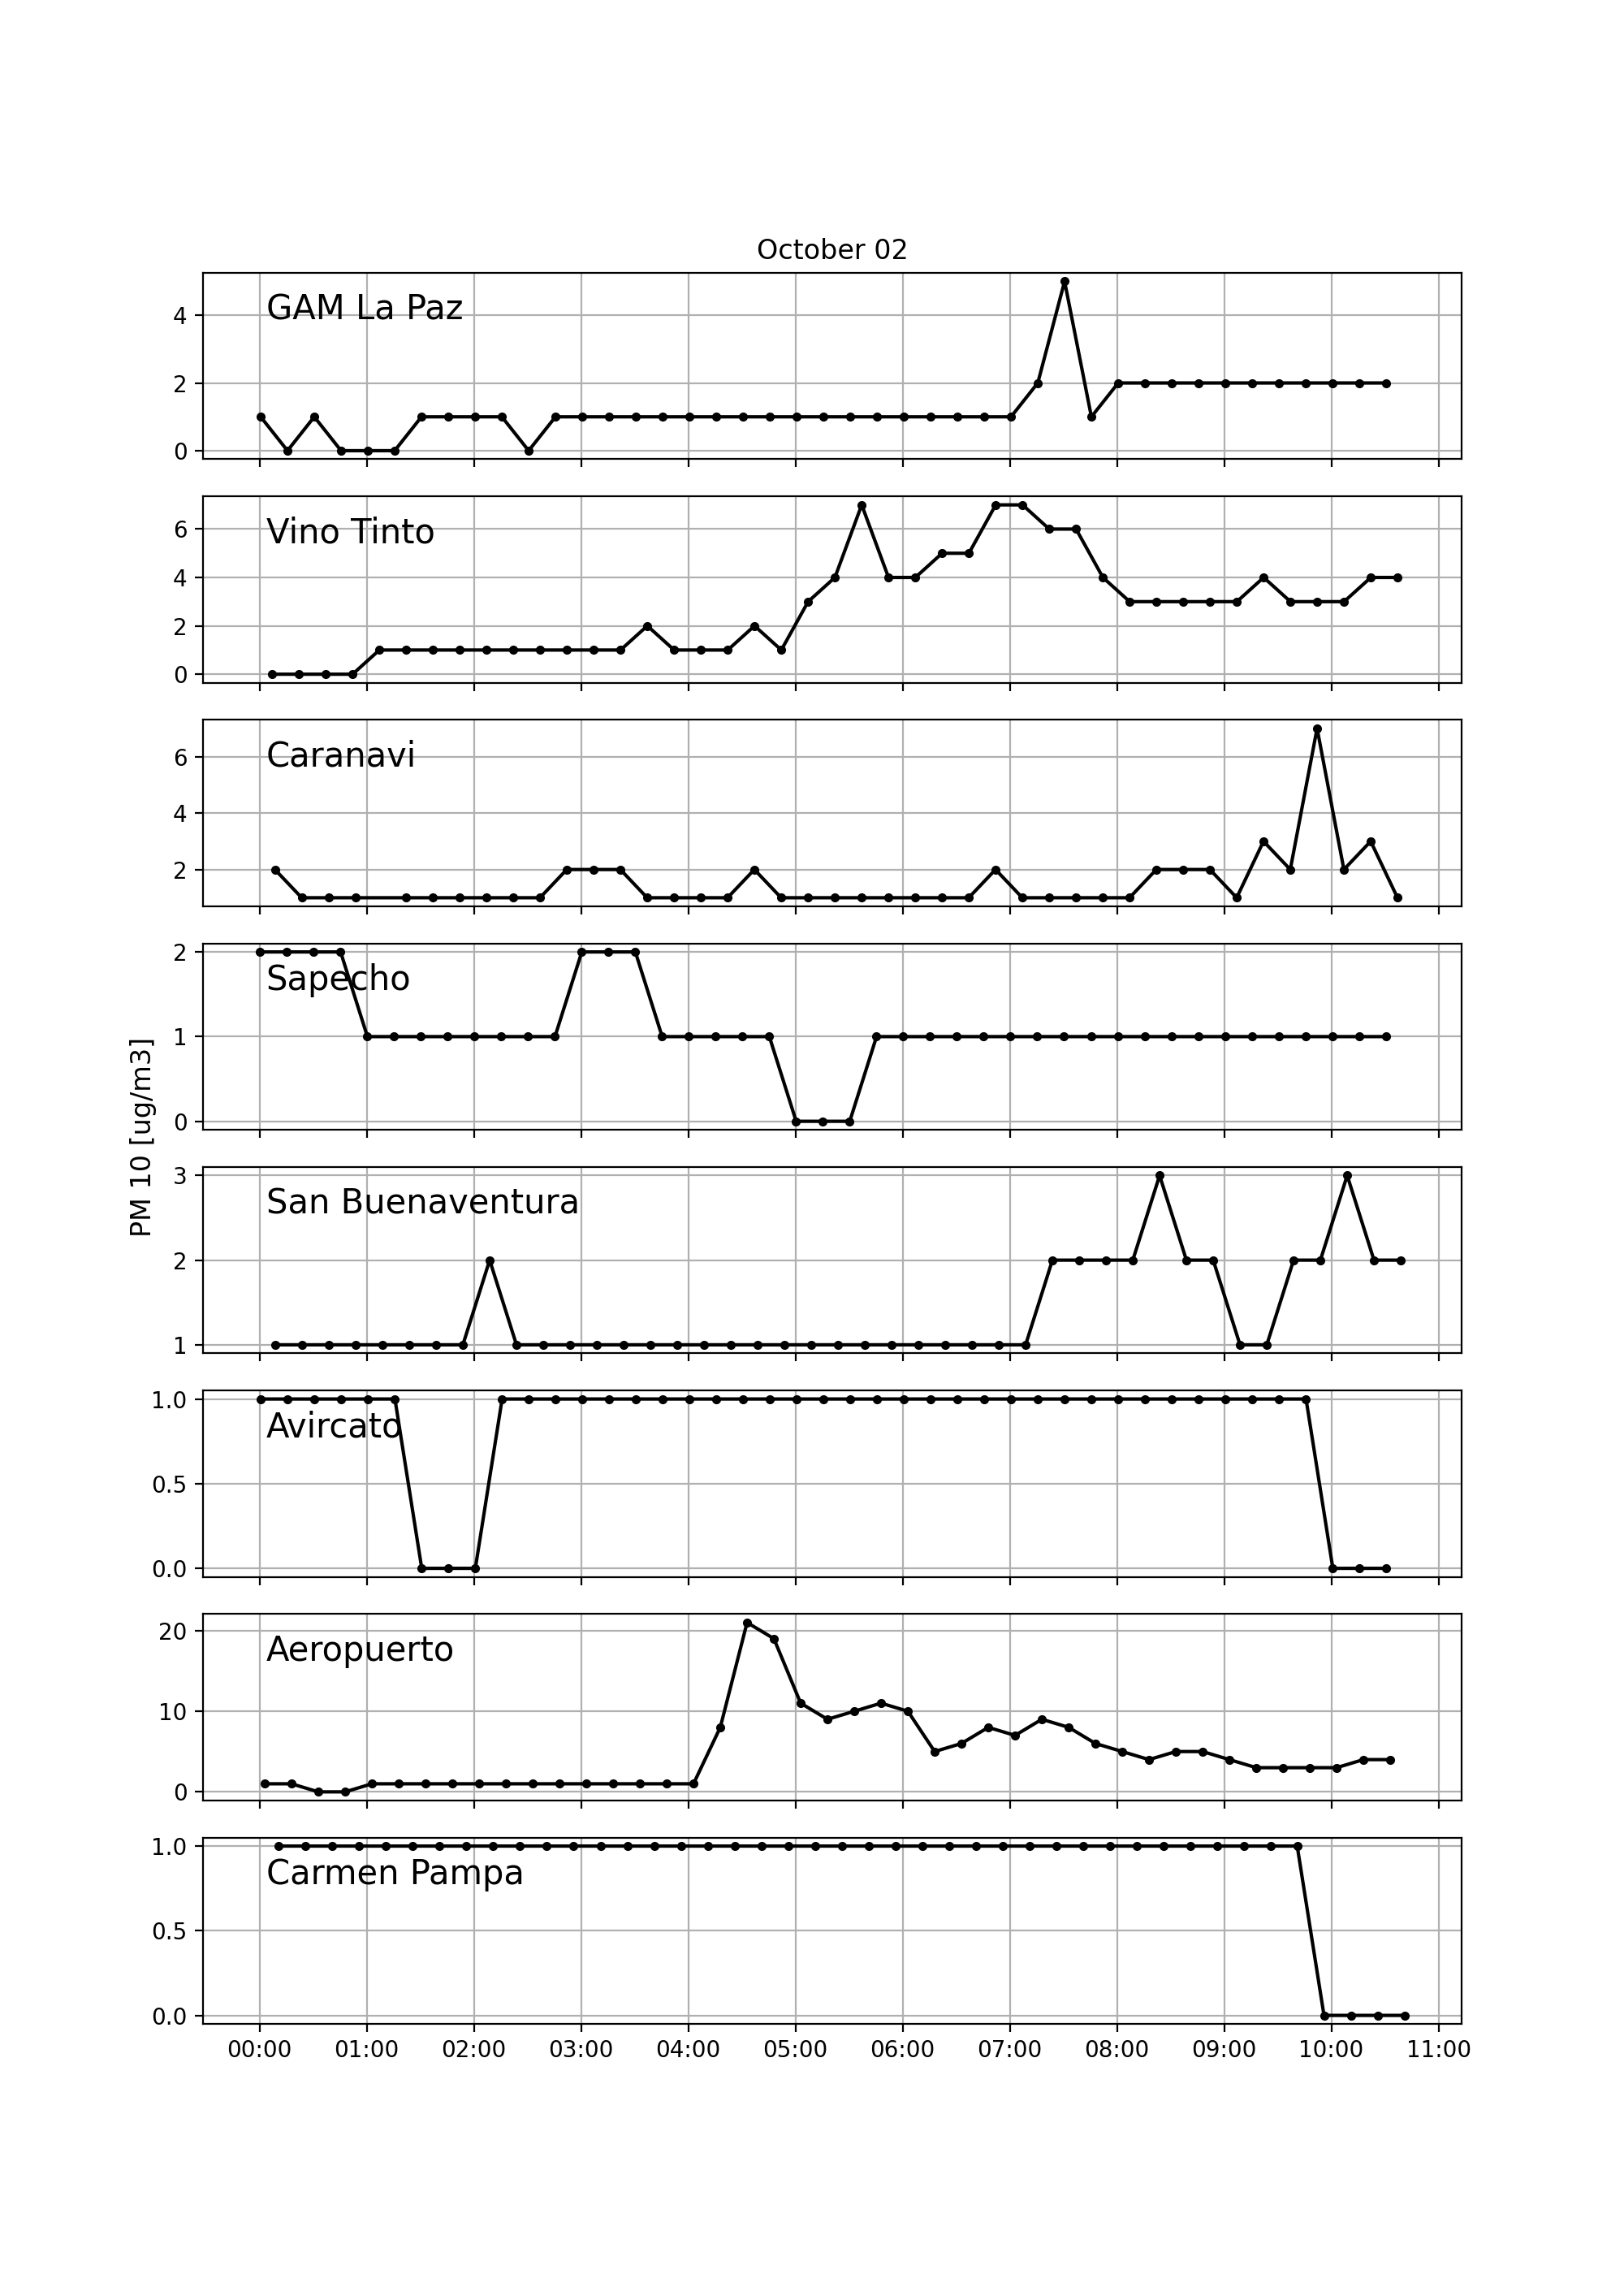 October 02
GAM La Paz
4
2
0
Vino Tinto
6
4
2
0
Caranavi
6
4
2
Sapecho
2
1
0
PM 10 [ug/m3]
San Buenaventura
3
2
1
Avircato
1.0
0.5
0.0
Aeropuerto
20
10
0
Carmen Pampa
1.0
0.5
0.0
00:00 01:00 02:00 03:00 04:00 05:00 06:00 07:00 08:00 09:00 10:00 11:00